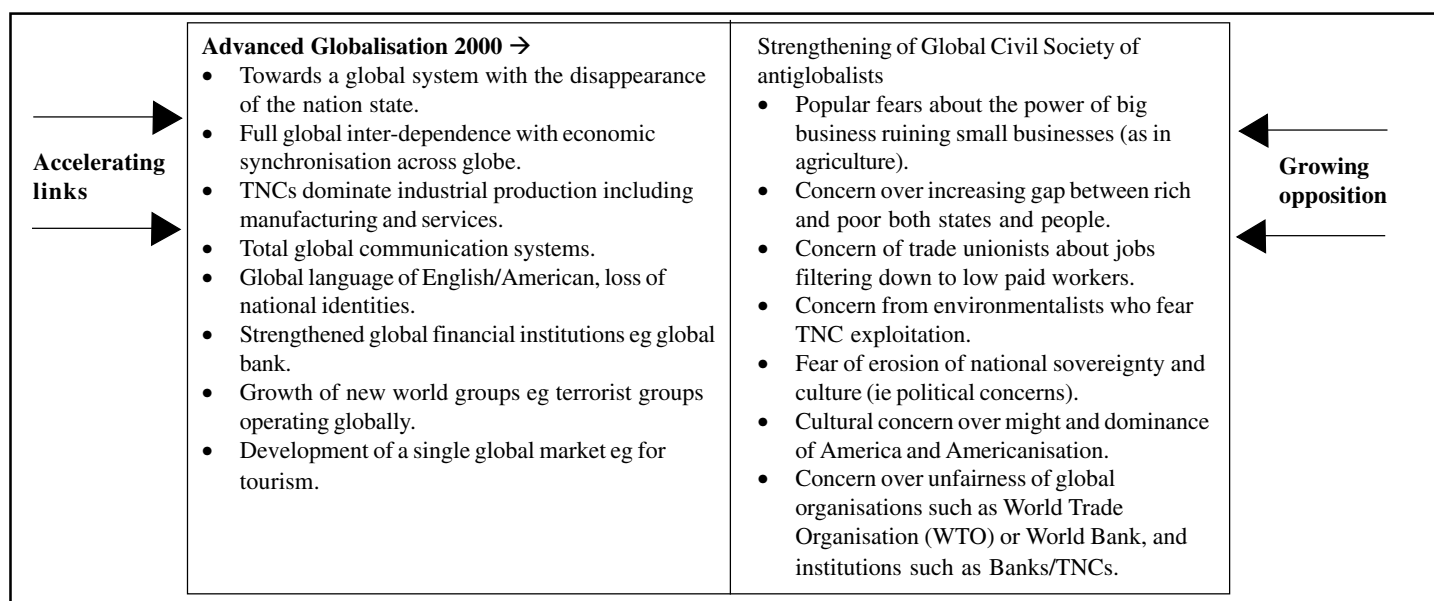 Accelerating
links
Advanced Globalisation 2000 →
• Towards a global system with the disappearance
of the nation state.
• Full global inter-dependence with economic
synchronisation across globe.
• TNCs dominate industrial production including
manufacturing and services.
• Total global communication systems.
• Global language of English/American, loss of
national identities.
• Strengthened global financial institutions eg global
bank.
• Growth of new world groups eg terrorist groups
operating globally.
• Development of a single global market eg for
tourism.
Strengthening of Global Civil Society of
antiglobalists
• Popular fears about the power of big
business ruining small businesses (as in
agriculture).
• Concern over increasing gap between rich
and poor both states and people.
• Concern of trade unionists about jobs
filtering down to low paid workers.
• Concern from environmentalists who fear
TNC exploitation.
• Fear of erosion of national sovereignty and
culture (ie political concerns).
• Cultural concern over might and dominance
of America and Americanisation.
• Concern over unfairness of global
organisations such as World Trade
Organisation (WTO) or World Bank, and
institutions such as Banks/TNCs.
Growing
opposition